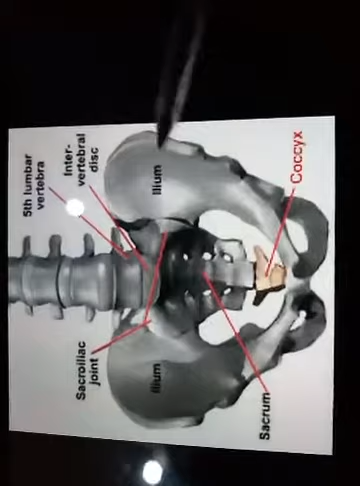 5th lumbar
vertebra
Inter-
vertebral
disc
Ilium
Coccyx
Sacroiliac
joint
Ilium
Sacrum